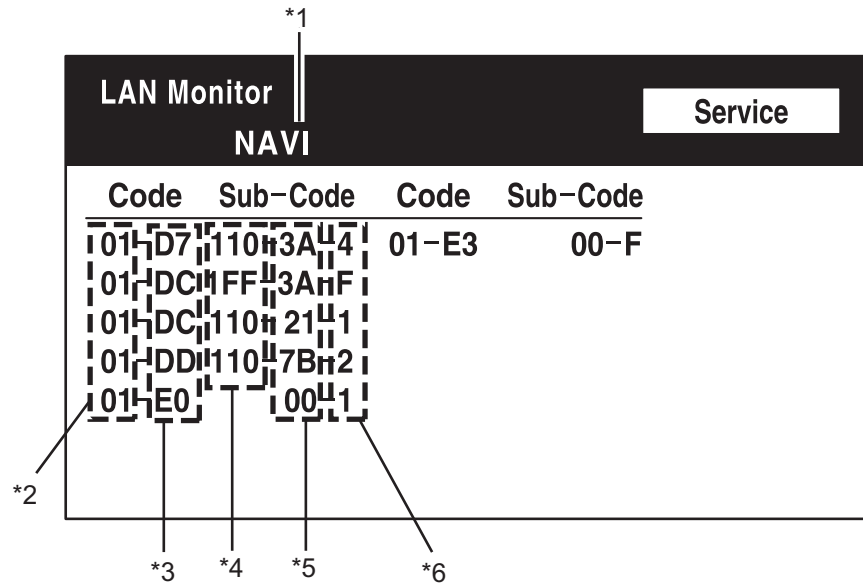 *1
LAN Monitor
Service
NAVI
Code Sub-Code Code Sub-Code
01-D7 110-3A-4 01-E3 00-F
01-DC 1FF-3A-F
01-DC 110-21-1
01-DD 110-7B-2
01-E0 00-1
*2
*3 *4 *5 *6